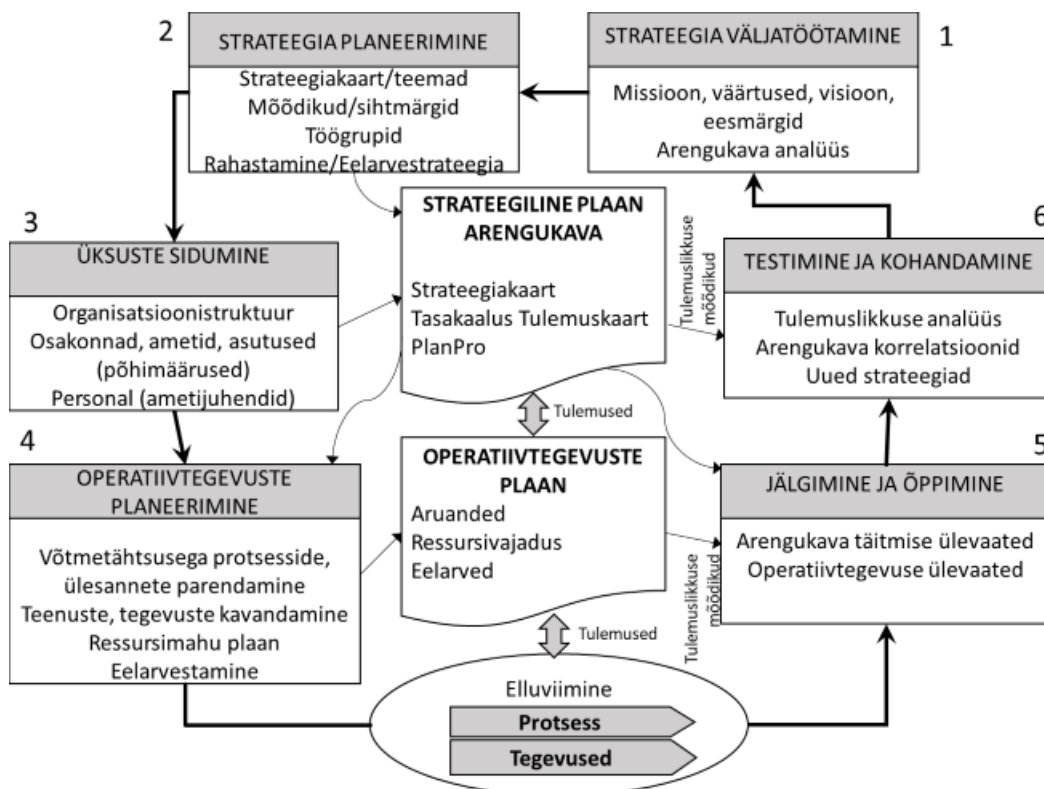 2
STRATEEGIA PLANEERIMINE
Strateegiakaart/teemad
Mõõdikud/sihtmärgid
Töögrupid
Rahastamine/Eelarvestrateegia
STRATEEGIA VÄLJATÖÖTAMINE
1
Missioon, väärtused, visioon,
eesmärgid
Arengukava analüüs
3
ÜKSUSTE SIDUMINE
Organisatsioonistruktuur
Osakonnad, ametid, asutused
(põhimäärused)
Personal (ametijuhendid)
STRATEEGILINE PLAAN
ARENGUKAVA
Strateegiakaart
Tasakaalus Tulemuskaart
PlanPro
Tulemuslikkuse
mõõdikud
6
TESTIMINE JA KOHANDAMINE
Tulemuslikkuse analüüs
Arengukava korrelatsioonid
Uued strateegiad
Tulemused
4
OPERATIIVTEGEVUSTE
PLANEERIMINE
Võtmetähtsusega protsesside,
ülesannete parendamine
Teenuste, tegevuste kavandamine
Ressursimahu plaan
Eelarvestamine
OPERATIIVTEGEVUSTE
PLAAN
Aruanded
Ressursivajadus
Eelarved
Tulemuslikkuse
mõõdikud
5
JÄLGIMINE JA ÕPPIMINE
Arengukava täitmise ülevaated
Operatiivtegevuse ülevaated
Tulemused
Elluviimine
Protsess
Tegevused